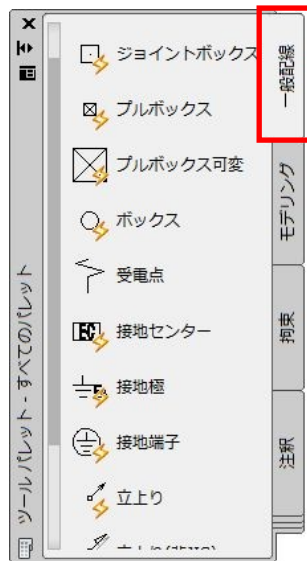 ジョイントボックス
プルボックス
プルボックス可変
ボックス
受電点
EC 接地センター
E 接地極
接地端子
立上り
一般配線
モデリング
拘束
注釈
ツール パレット - すべてのパレット